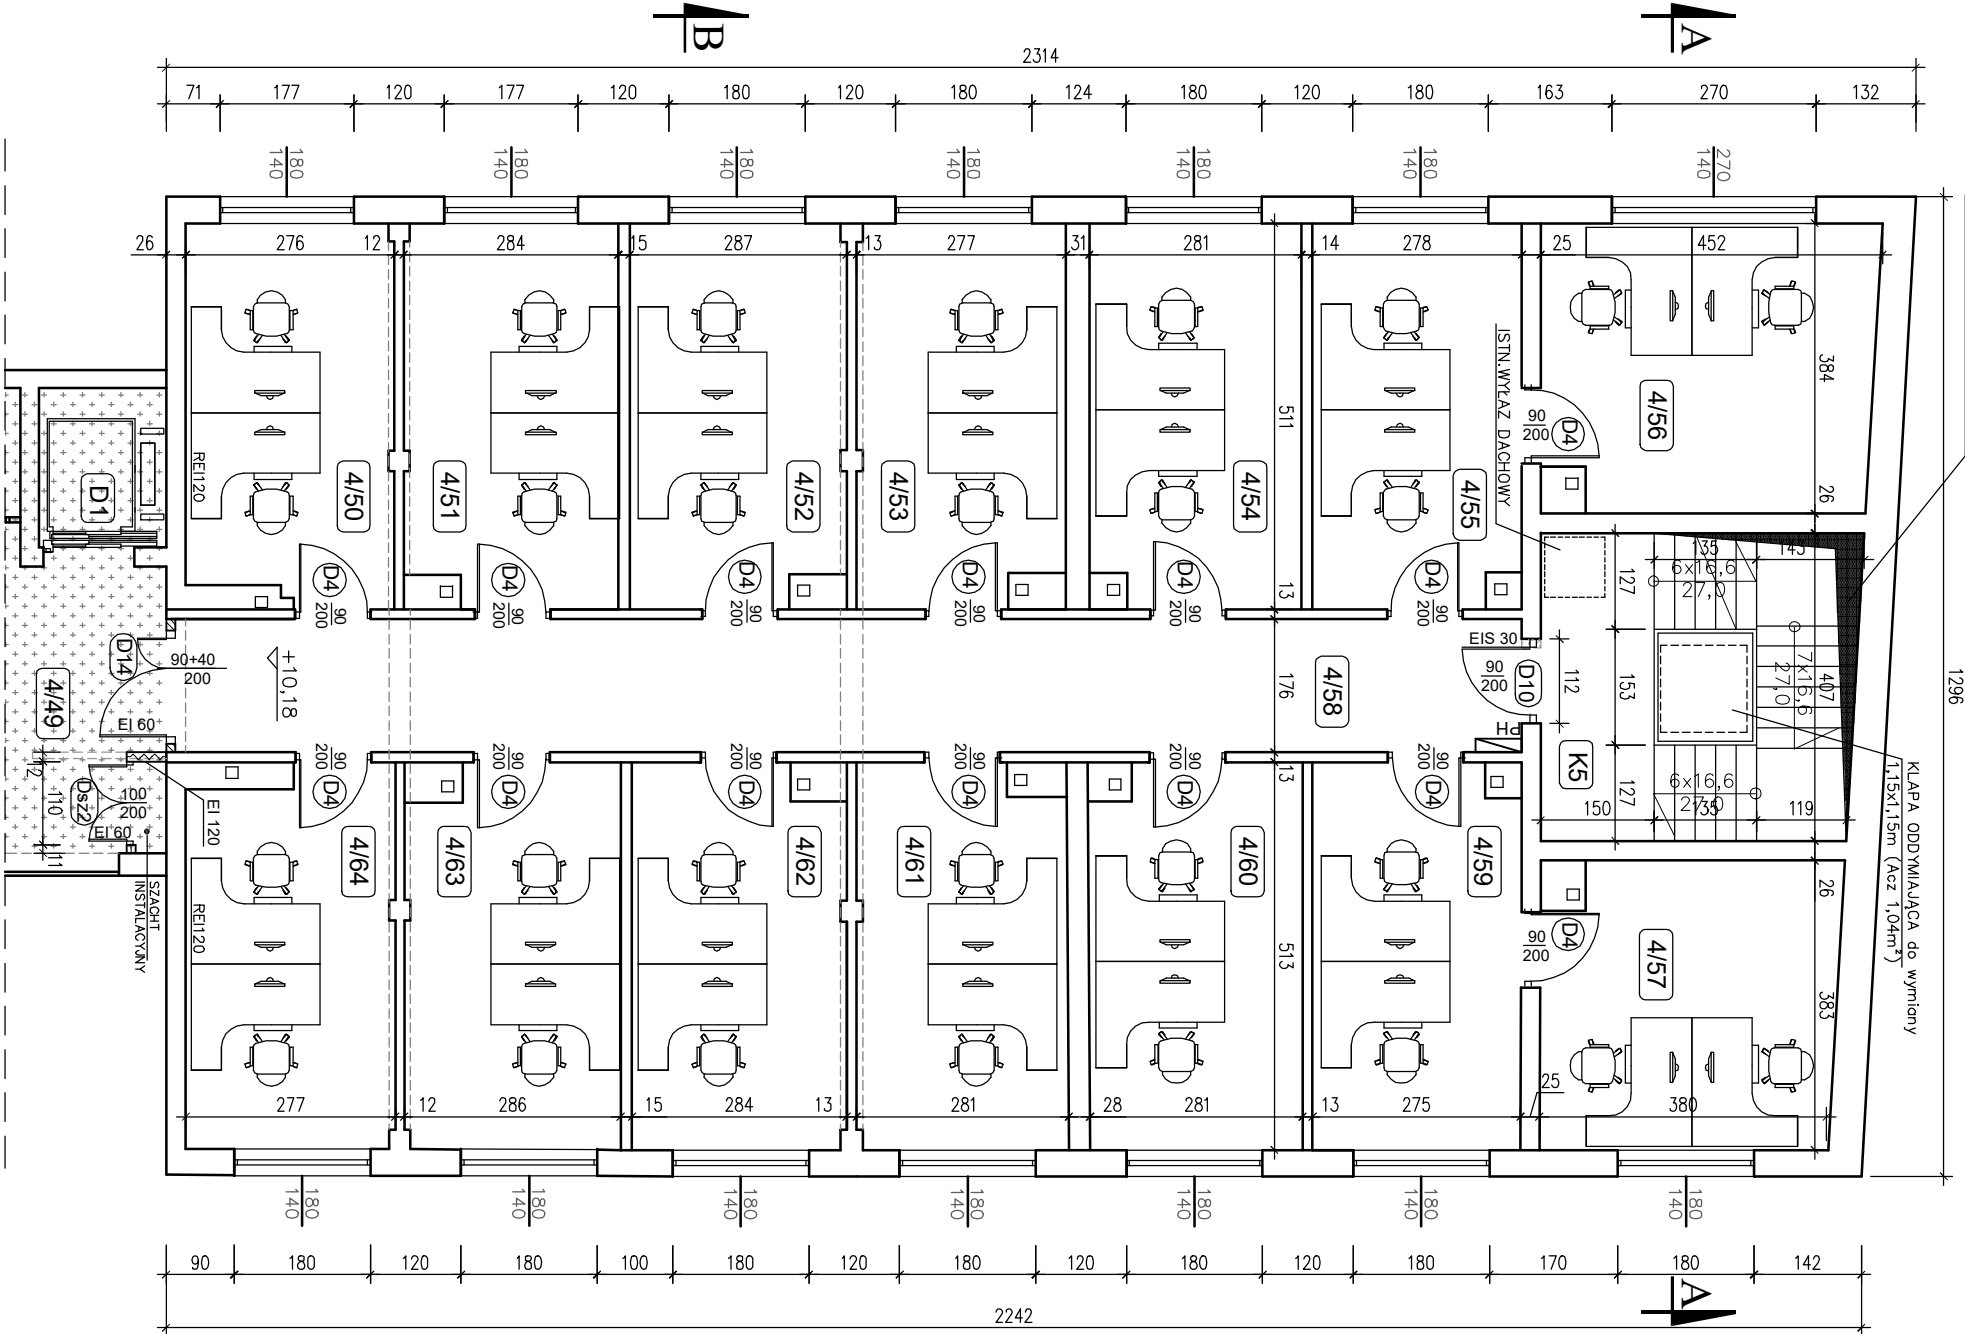 B
A
2314
71 177 120 177 120 180 120 180 124 180 120 180 163 270 132
180
140
180
140
180
140
180
140
180
140
180
140
270
140
26 276 12 284 15 287 13 277 31 281 14 278 25 452
384
26
511
13
176
13
513
1296
ISTN.WYŁAZ DACHOWY
4/50
4/51
4/52
4/53
4/54
4/55
4/56
D4
90
200
REI120
D1
D4
90
200
D4
90
200
D4
90
200
D4
90
200
D4
90
200
D4
90
200
135 143
6x16,6
27,0
127
153
127
7x16,6
27,0
407
6x16,6
27,0
135
150 119
K5
KLAPA ODDYMIAJĄCA do wymiany
1,15x1,15m (Acz 1,04m²)
EIS 30
90
200
D10
112
PH
4/58
+10,18
D14
90+40
200
EI 60
4/49
12
110
11
Dsz2
100
200
EI 60
EI 120
SZACHT
INSTALACYJNY
REI120
90
200
D4
90
200
D4
90
200
D4
90
200
D4
90
200
D4
90
200
D4
90
200
D4
4/64
4/63
4/62
4/61
4/60
4/59
4/57
26
383
277 12 286 15 284 13 281 28 281 13 275 25 380
180
140
180
140
180
140
180
140
180
140
180
140
180
140
90 180 120 180 100 180 120 180 120 180 120 180 170 180 142
2242
A